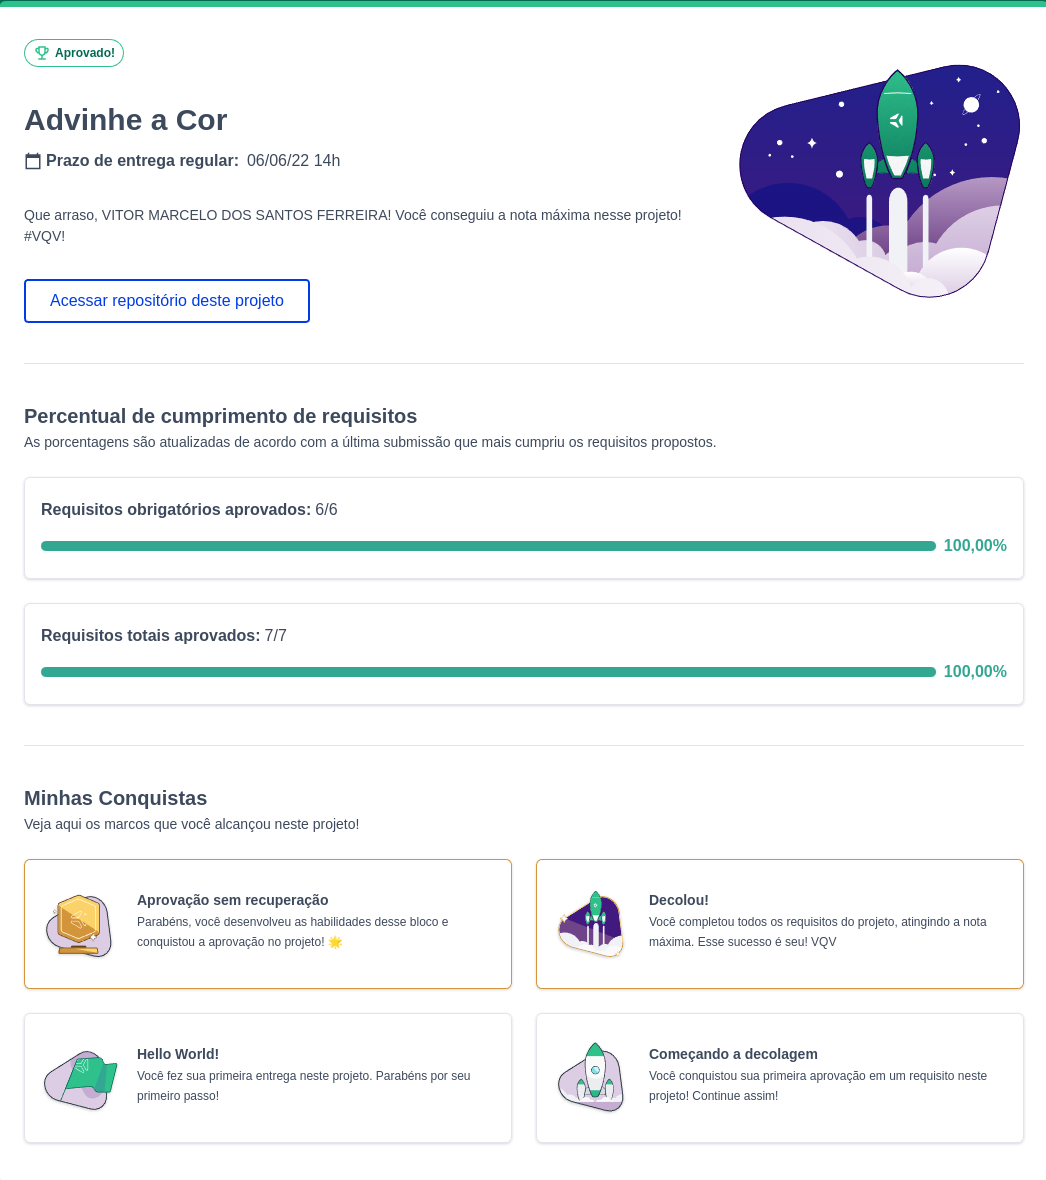 Aprovado!
Advinhe a Cor
Prazo de entrega regular: 06/06/22 14h
Que arraso, VITOR MARCELO DOS SANTOS FERREIRA! Você conseguiu a nota máxima nesse projeto!
#VQV!
Acessar repositório deste projeto
Percentual de cumprimento de requisitos
As porcentagens são atualizadas de acordo com a última submissão que mais cumpriu os requisitos propostos.
Requisitos obrigatórios aprovados: 6/6
100,00%
Requisitos totais aprovados: 7/7
100,00%
Minhas Conquistas
Veja aqui os marcos que você alcançou neste projeto!
Aprovação sem recuperação
Parabéns, você desenvolveu as habilidades desse bloco e
conquistou a aprovação no projeto! 🌟
Decolou!
Você completou todos os requisitos do projeto, atingindo a nota
máxima. Esse sucesso é seu! VQV
Hello World!
Você fez sua primeira entrega neste projeto. Parabéns por seu
primeiro passo!
Começando a decolagem
Você conquistou sua primeira aprovação em um requisito neste
projeto! Continue assim!